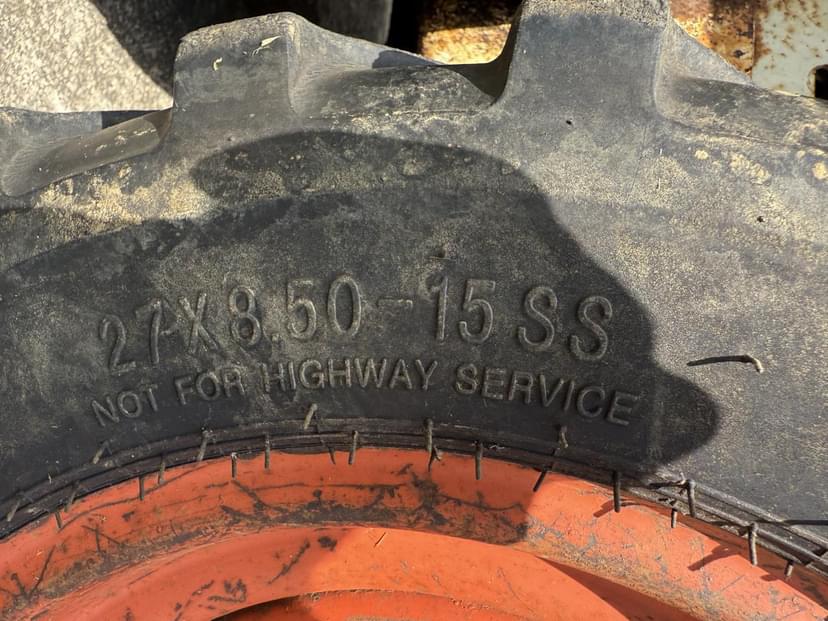 27X8.50-15 SS
NOT FOR HIGHWAY SERVICE